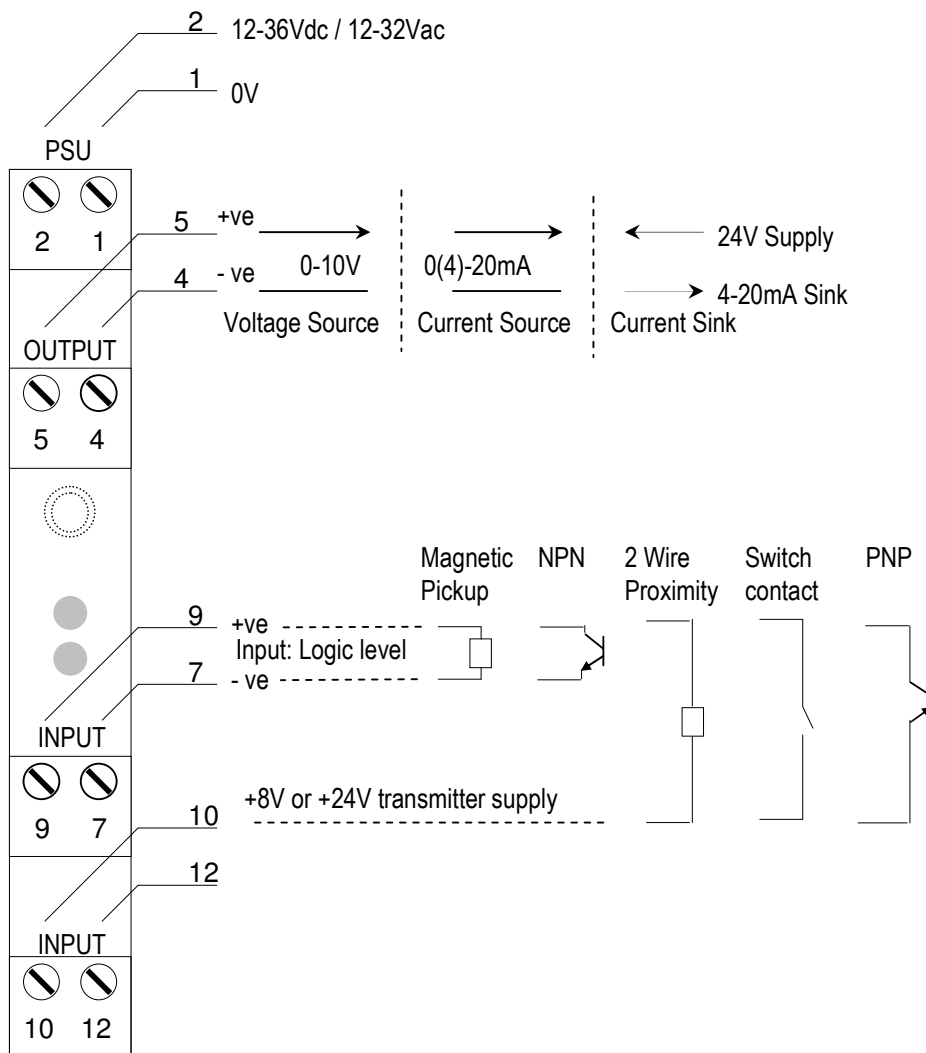 2 12-36Vdc / 12-32Vac
1 0V
PSU
2 1
5 +ve
24V Supply
4 - ve
0-10V
0(4)-20mA
4-20mA Sink
Voltage Source
Current Source
Current Sink
OUTPUT
5 4
Magnetic Pickup
NPN
2 Wire Proximity
Switch contact
PNP
9 +ve
Input: Logic level
7 - ve
INPUT
9 7
+8V or +24V transmitter supply
10
12
INPUT
10 12